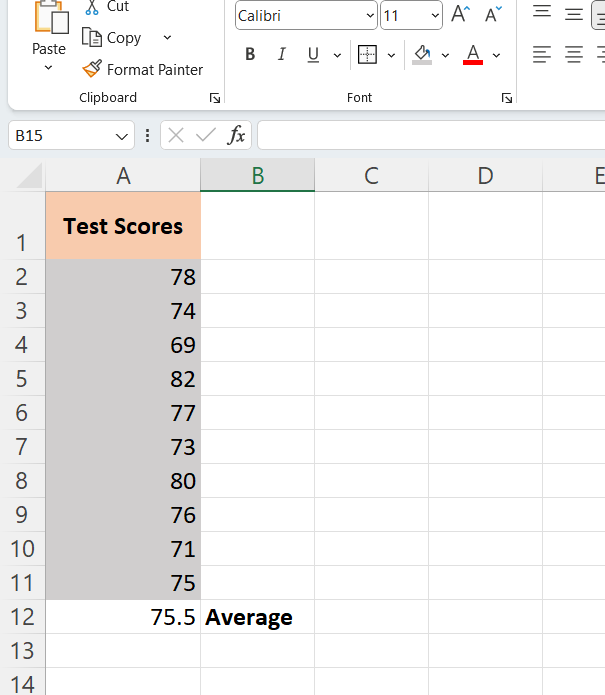 Cut
Calibri 11 A^ Aˇ
Paste Copy
B I U A
Format Painter
Clipboard Font
B15 fx
A B C D E
1 Test Scores
2 78
3 74
4 69
5 82
6 77
7 73
8 80
9 76
10 71
11 75
12 75.5 Average
13
14